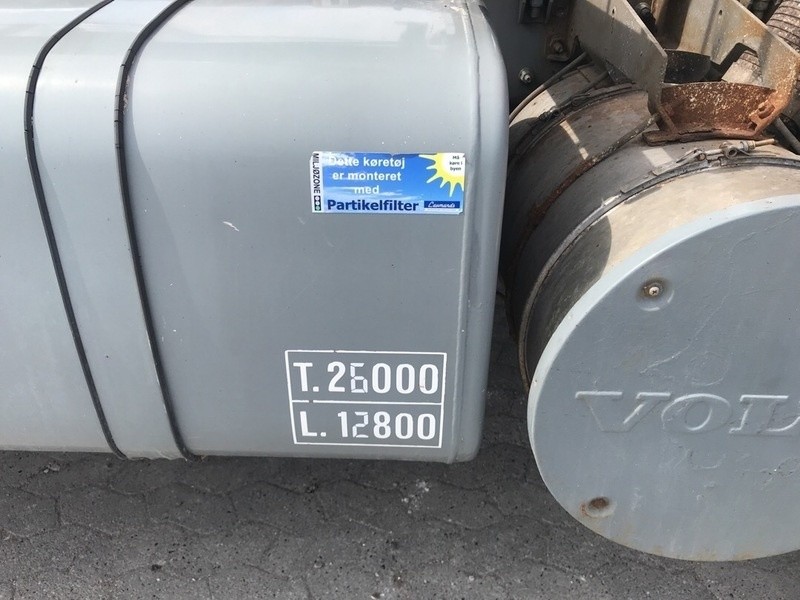 MILJØZONE
Dette køretøj
er monteret
med
Partikelfilter
Må
køre i
byen
T. 26000
L. 12800
VOL